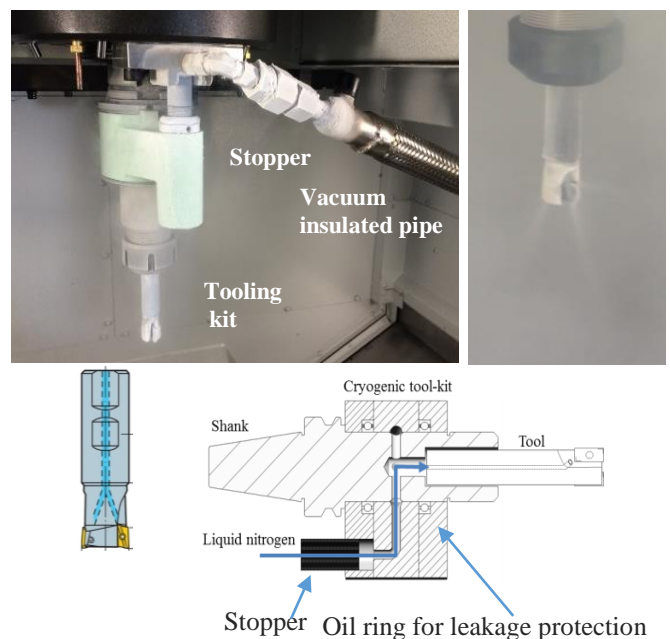 Stopper
Vacuum
insulated pipe
Tooling
kit
Cryogenic tool-kit
Shank
Tool
Liquid nitrogen
Stopper
Oil ring for leakage protection